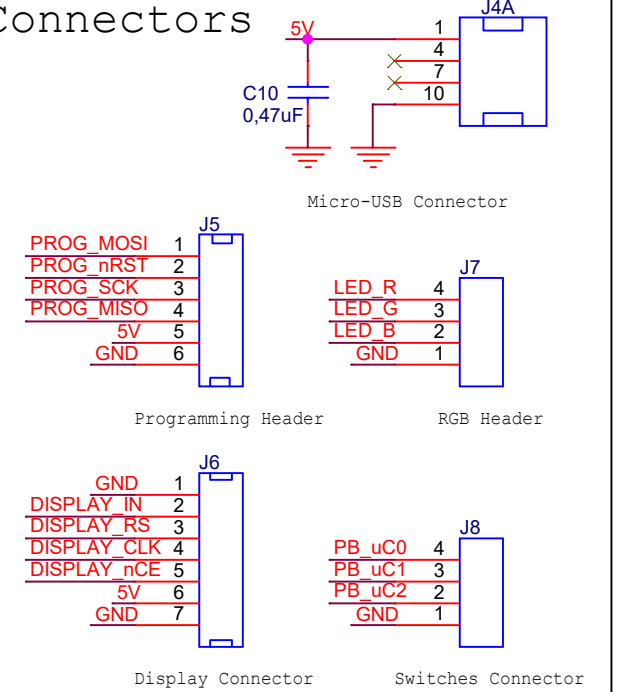 Connectors
J4A
5V
1
4
7
10
C10
0,47uF
Micro-USB Connector
J5
PROG_MOSI 1
PROG_nRST 2
PROG_SCK 3
PROG_MISO 4
5V 5
GND 6
Programming Header
J7
LED_R 4
LED_G 3
LED_B 2
GND 1
RGB Header
J6
GND 1
DISPLAY_IN 2
DISPLAY_RS 3
DISPLAY_CLK 4
DISPLAY_nCE 5
5V 6
GND 7
Display Connector
J8
PB_uC0 4
PB_uC1 3
PB_uC2 2
GND 1
Switches Connector